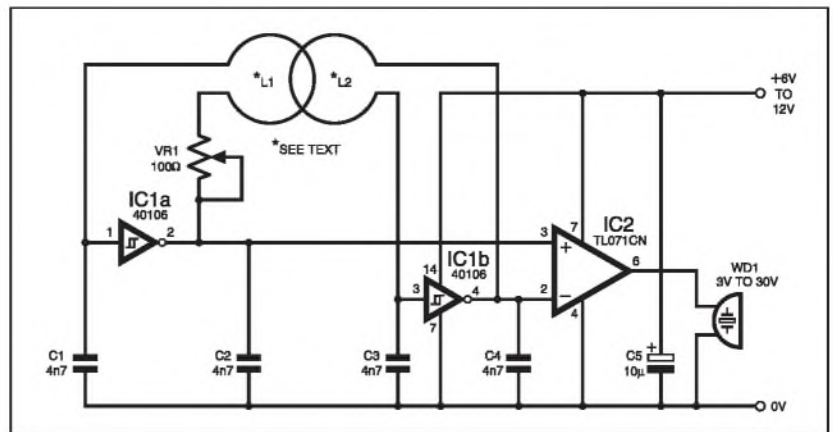 *L1
*L2
+6V
TO
12V
VR1
100Ω
*SEE TEXT
IC1a
40106
1
2
IC1b
40106
14
3
4
7
3
2
7
IC2
TL071CN
6
4
+
−
WD1
3V TO 30V
C1
4n7
C2
4n7
C3
4n7
C4
4n7
+
C5
10μ
0V